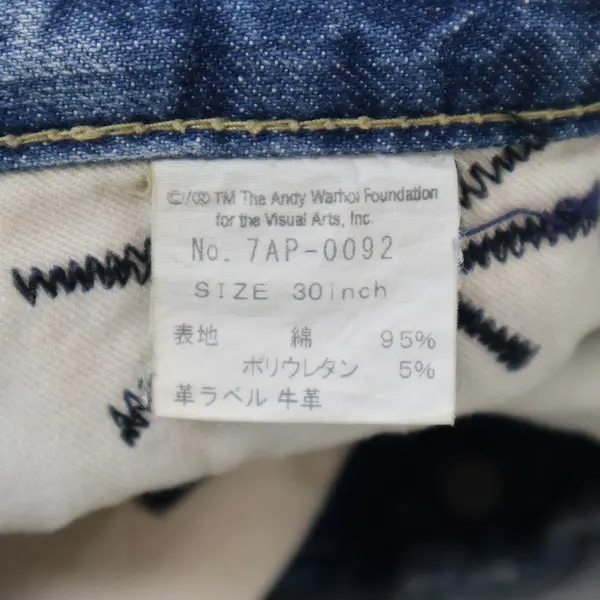 ©/® TM The Andy Warhol Foundation
for the Visual Arts, Inc.
No. 7AP-0092
SIZE 30inch
表地 綿 95%
ポリウレタン 5%
革ラベル 牛革